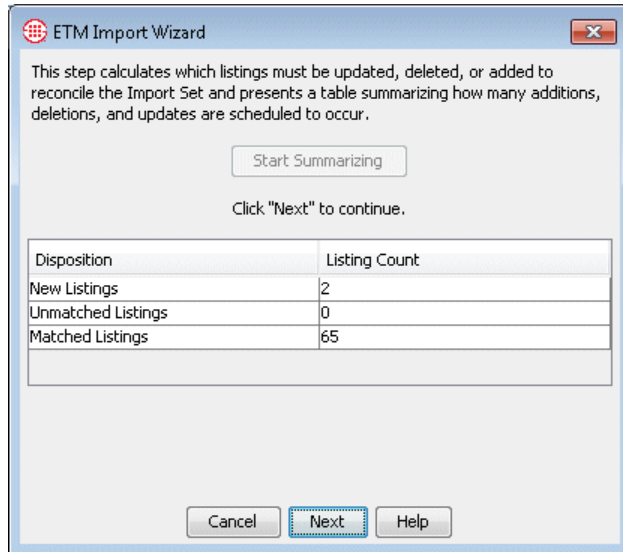 ETM Import Wizard
This step calculates which listings must be updated, deleted, or added to
reconcile the Import Set and presents a table summarizing how many additions,
deletions, and updates are scheduled to occur.
Start Summarizing
Click "Next" to continue.
Disposition Listing Count
New Listings 2
Unmatched Listings 0
Matched Listings 65
Cancel Next Help